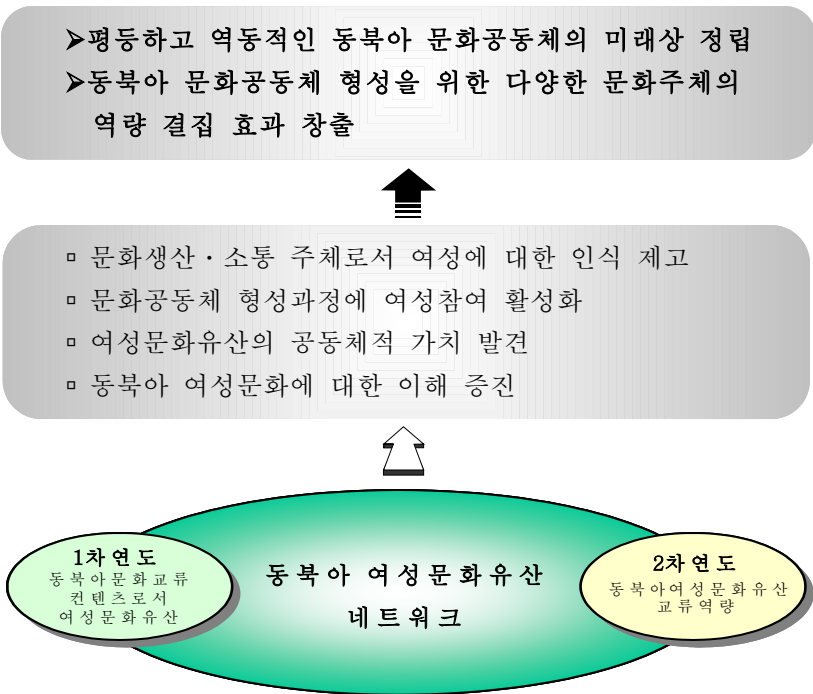 ➢평등하고 역동적인 동북아 문화공동체의 미래상 정립
➢동북아 문화공동체 형성을 위한 다양한 문화주체의
역량 결집 효과 창출
▫ 문화생산·소통 주체로서 여성에 대한 인식 제고
▫ 문화공동체 형성과정에 여성참여 활성화
▫ 여성문화유산의 공동체적 가치 발견
▫ 동북아 여성문화에 대한 이해 증진
1차 연도
동북아문화교류
컨텐츠로서
여성문화유산
동북아 여성문화유산
네트워크
2차 연도
동북아여성문화유산
교류역량